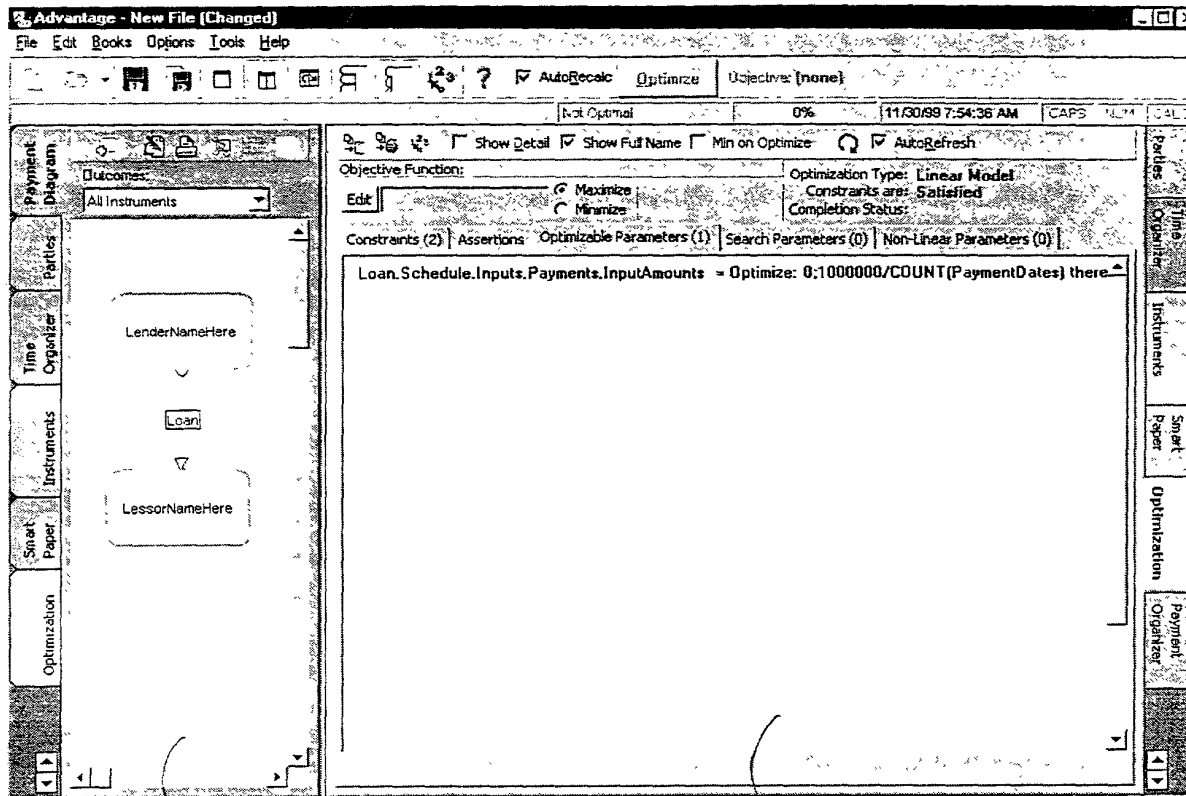 Advantage - New File (Changed)
File Edit Books Options Tools Help
? AutoRecalc Optimize Objective: (none)
Not Optimal 0% 11/30/99 7:54:36 AM CAPS NUM
Payment Diagram
Parties
Time Organizer
Instruments
Smart Paper
Optimization
Outcomes:
All Instruments
LenderNameHere
Loan
LessorNameHere
Show Detail Show Full Name Min on Optimize AutoRefresh
Objective Function:
Edit
Maximize
Minimize
Optimization Type: Linear Model
Constraints are: Satisfied
Completion Status:
Constraints (2) Assertions Optimizable Parameters (1) Search Parameters (0) Non-Linear Parameters (0)
Loan.Schedule.Inputs.Payments.InputAmounts = Optimize: 0;1000000/COUNT(PaymentDates) there
Parties
Time Organizer
Instruments
Smart Paper
Optimization
Payment Organizer